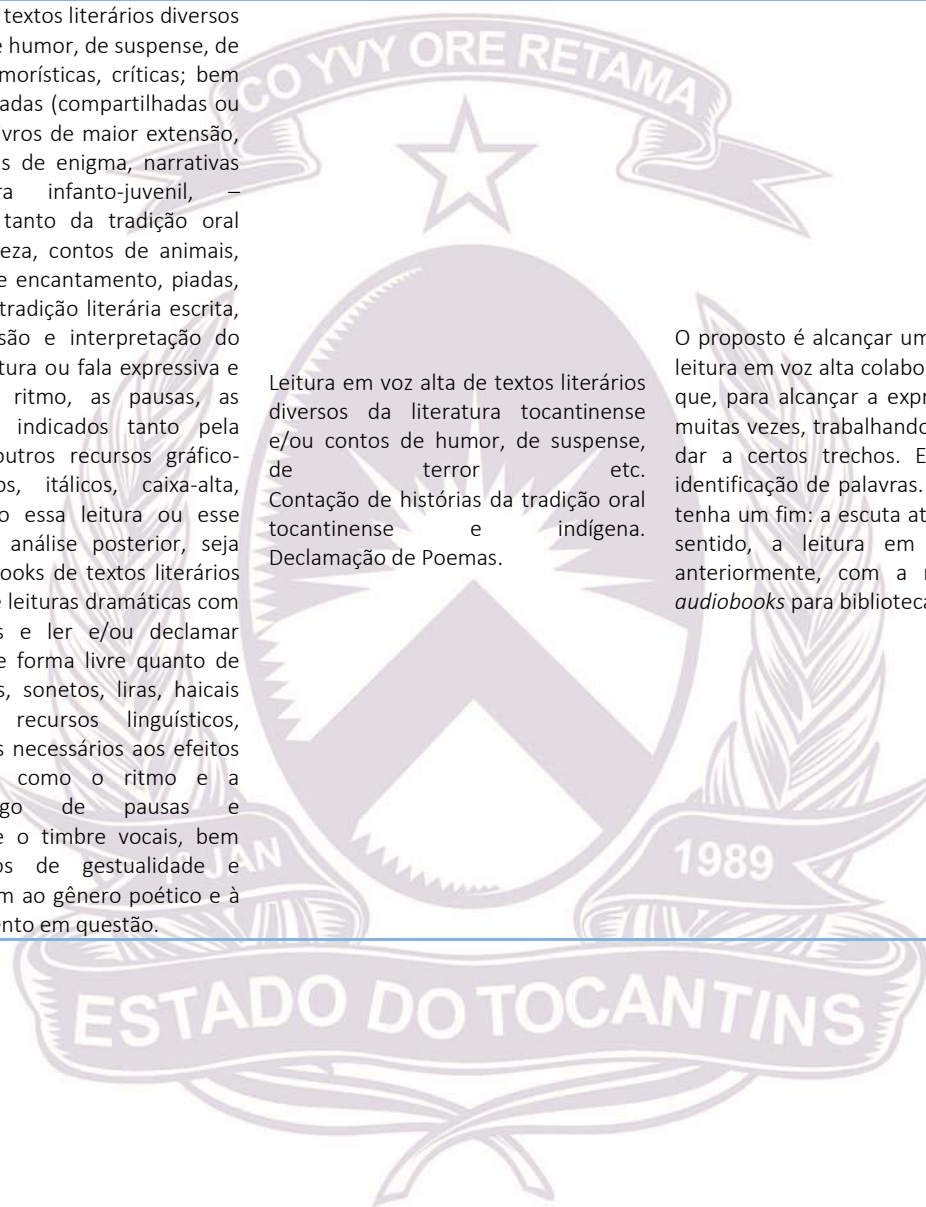 textos literários diversos
e humor, de suspense, de
morísticas, críticas; bem
adas (compartilhadas ou
vros de maior extensão,
s de enigma, narrativas
ra infanto-juvenil, –
tanto da tradição oral
eza, contos de animais,
e encantamento, piadas,
tradição literária escrita,
são e interpretação do
tura ou fala expressiva e
ritmo, as pausas, as
indicados tanto pela
outros recursos gráfico-
os, itálicos, caixa-alta,
o essa leitura ou esse
análise posterior, seja
ooks de textos literários
e leituras dramáticas com
s e ler e/ou declamar
e forma livre quanto de
s, sonetos, liras, haicais
recursos linguísticos,
s necessários aos efeitos
como o ritmo e a
go de pausas e
e o timbre vocais, bem
os de gestualidade e
m ao gênero poético e à
ento em questão.
Leitura em voz alta de textos literários
diversos da literatura tocantinense
e/ou contos de humor, de suspense,
de terror etc.
Contação de histórias da tradição oral
tocantinense e indígena.
Declamação de Poemas.
O proposto é alcançar um
leitura em voz alta colabo
que, para alcançar a expr
muitas vezes, trabalhando
dar a certos trechos. E
identificação de palavras.
tenha um fim: a escuta at
sentido, a leitura em
anteriormente, com a
audiobooks para biblioteca
CO YVY ORE RETAMA
1º JAN
1989
ESTADO DO TOCANTINS